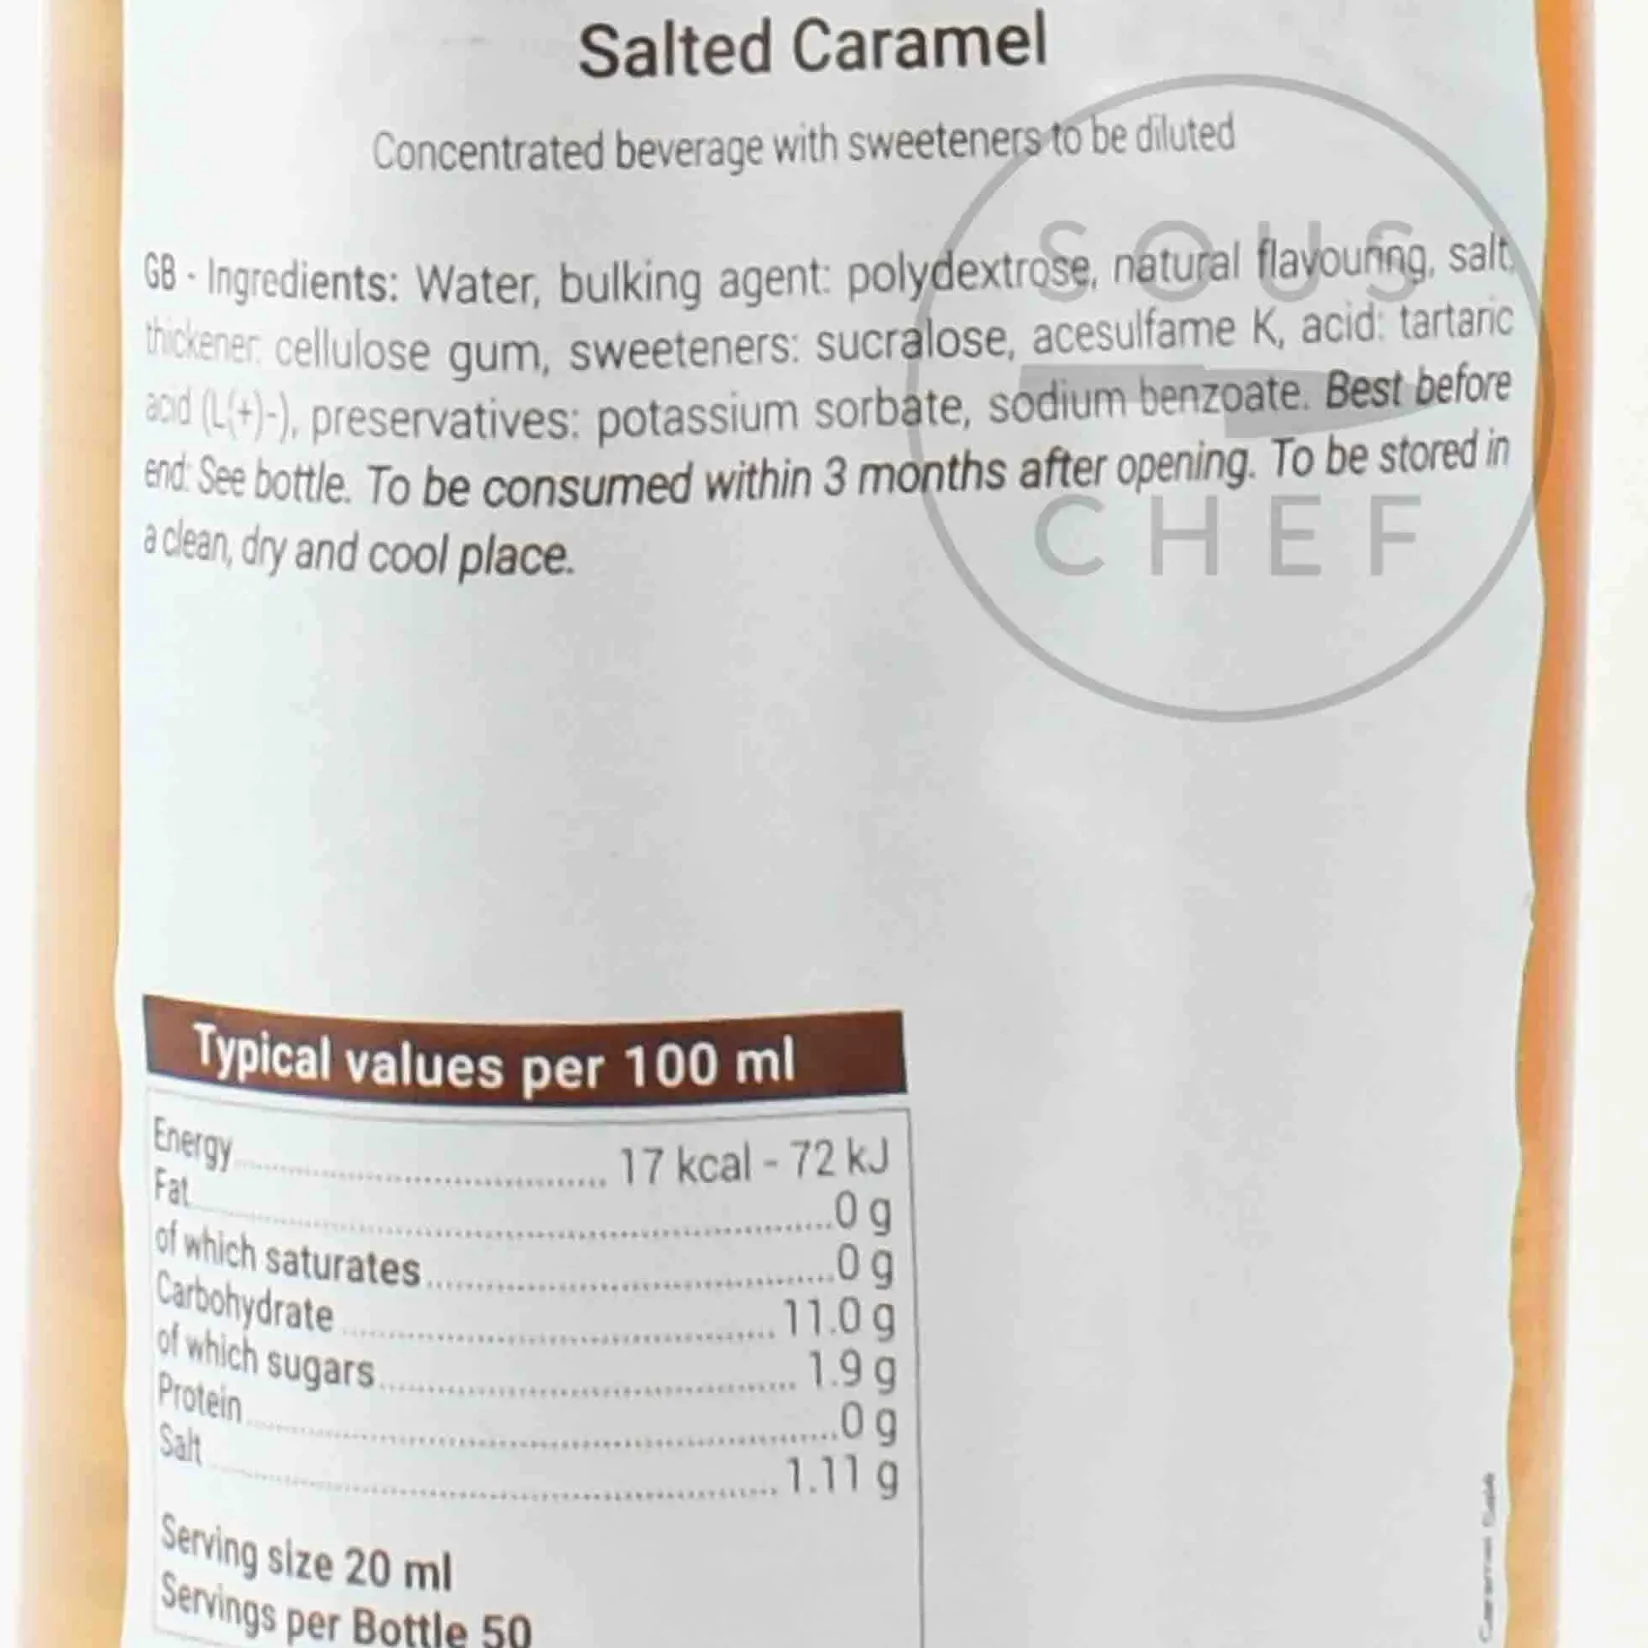 Salted Caramel
Concentrated beverage with sweeteners to be diluted
GB - Ingredients: Water, bulking agent: polydextrose, natural flavouring, salt,
thickener: cellulose gum, sweeteners: sucralose, acesulfame K, acid: tartaric
acid (L(+)-), preservatives: potassium sorbate, sodium benzoate. Best before
end: See bottle. To be consumed within 3 months after opening. To be stored in
a clean, dry and cool place.
SOUS
CHEF
Typical values per 100 ml
Energy 17 kcal - 72 kJ
Fat 0 g
of which saturates 0 g
Carbohydrate 11.0 g
of which sugars 1.9 g
Protein 0 g
Salt 1.11 g
Serving size 20 ml
Servings per Bottle 50